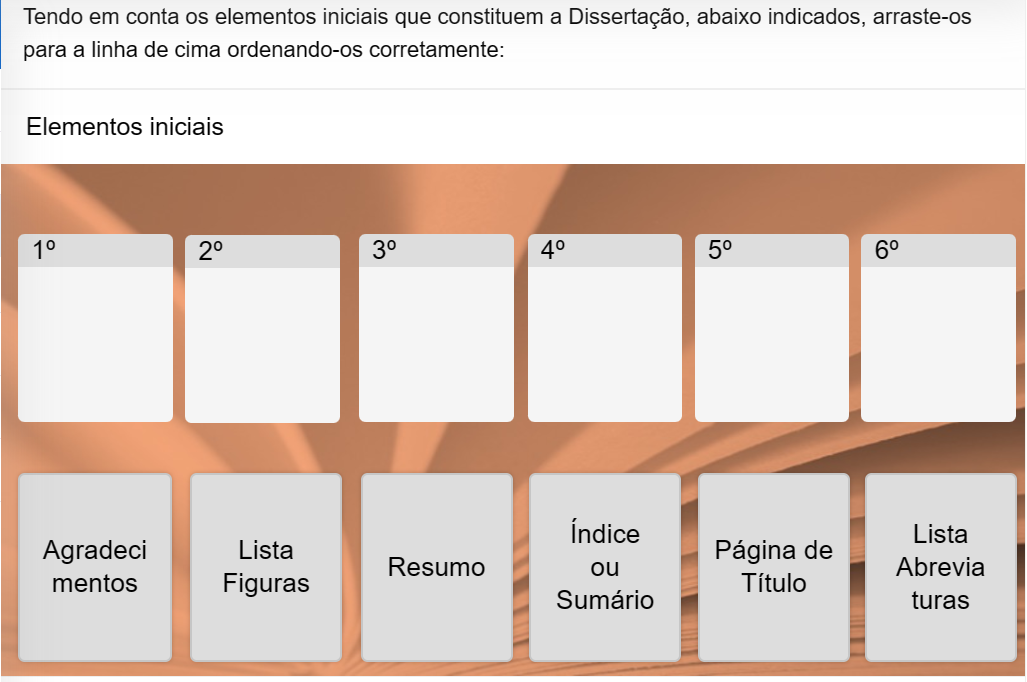 Tendo em conta os elementos iniciais que constituem a Dissertação, abaixo indicados, arraste-os
para a linha de cima ordenando-os corretamente:
Elementos iniciais
1º
2º
3º
4º
5º
6º
Agradeci
mentos
Lista
Figuras
Resumo
Índice
ou
Sumário
Página de
Título
Lista
Abrevia
turas